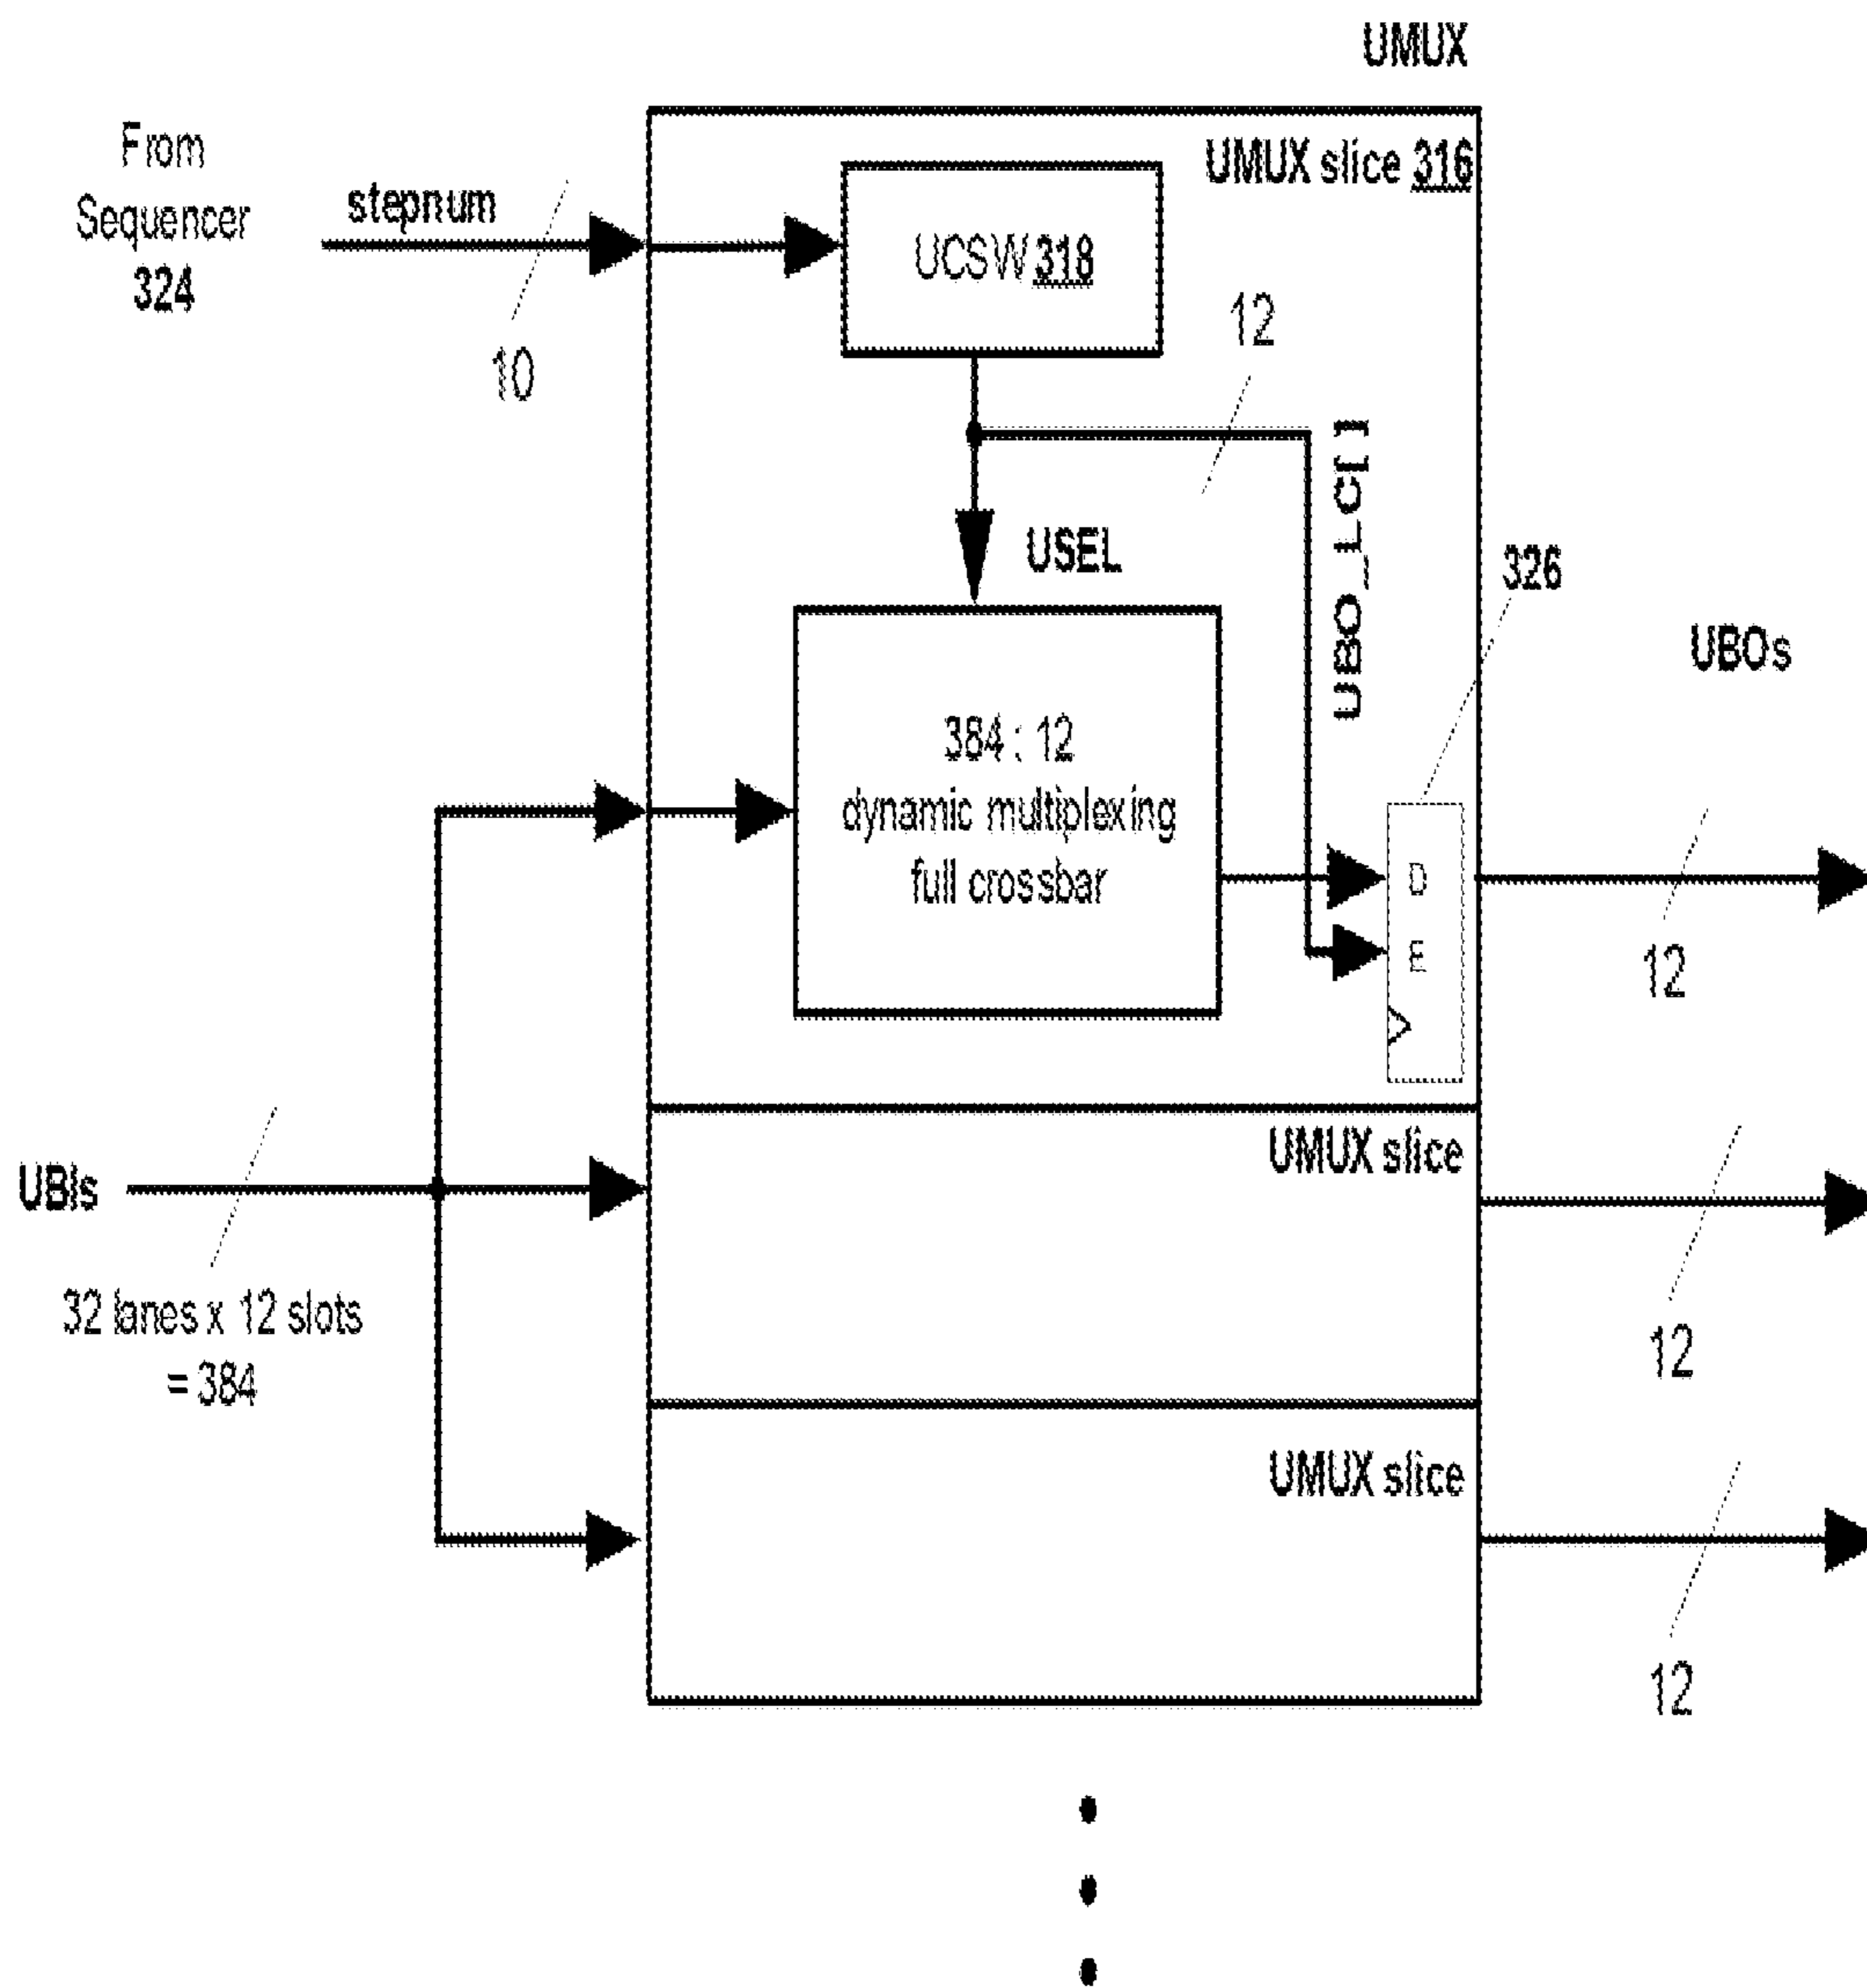 UMUX
From
Sequencer
324
stepnum
10
UMUX slice 316
UCSW 318
12
USEL
UBO_LC[ ]
326
384 : 12
dynamic multiplexing
full crossbar
D
E
UBOs
12
UBIs
32 lanes x 12 slots
= 384
UMUX slice
12
UMUX slice
12